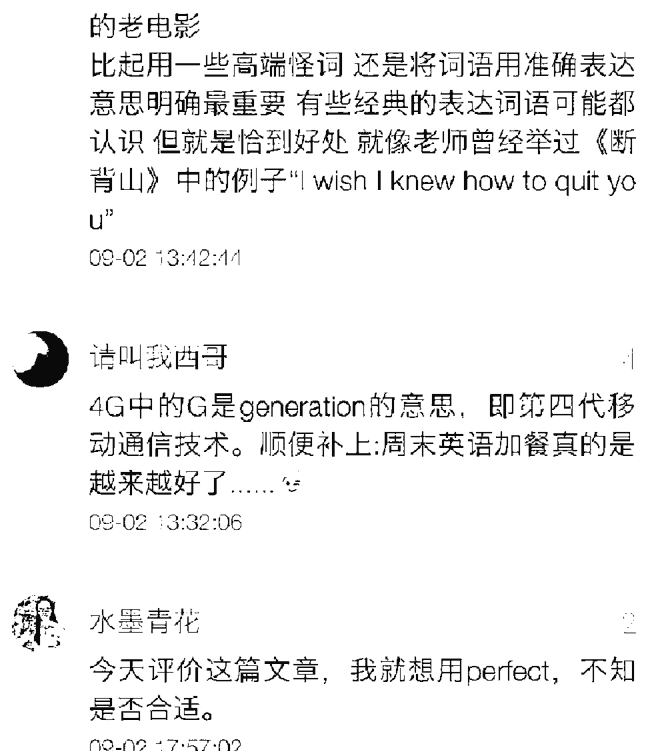 的老电影
比起用一些高端怪词 还是将词语用准确表达
意思明确最重要 有些经典的表达词语可能都
认识 但就是恰到好处 就像老师曾经举过《断
背山》中的例子“I wish I knew how to quit yo
u”
09-02 13:42:44
请叫我西哥
4
4G中的G是generation的意思，即第四代移
动通信技术。顺便补上:周末英语加餐真的是
越来越好了......
09-02 13:32:06
水墨青花
2
今天评价这篇文章，我就想用perfect，不知
是否合适。
09-02 17:57:02